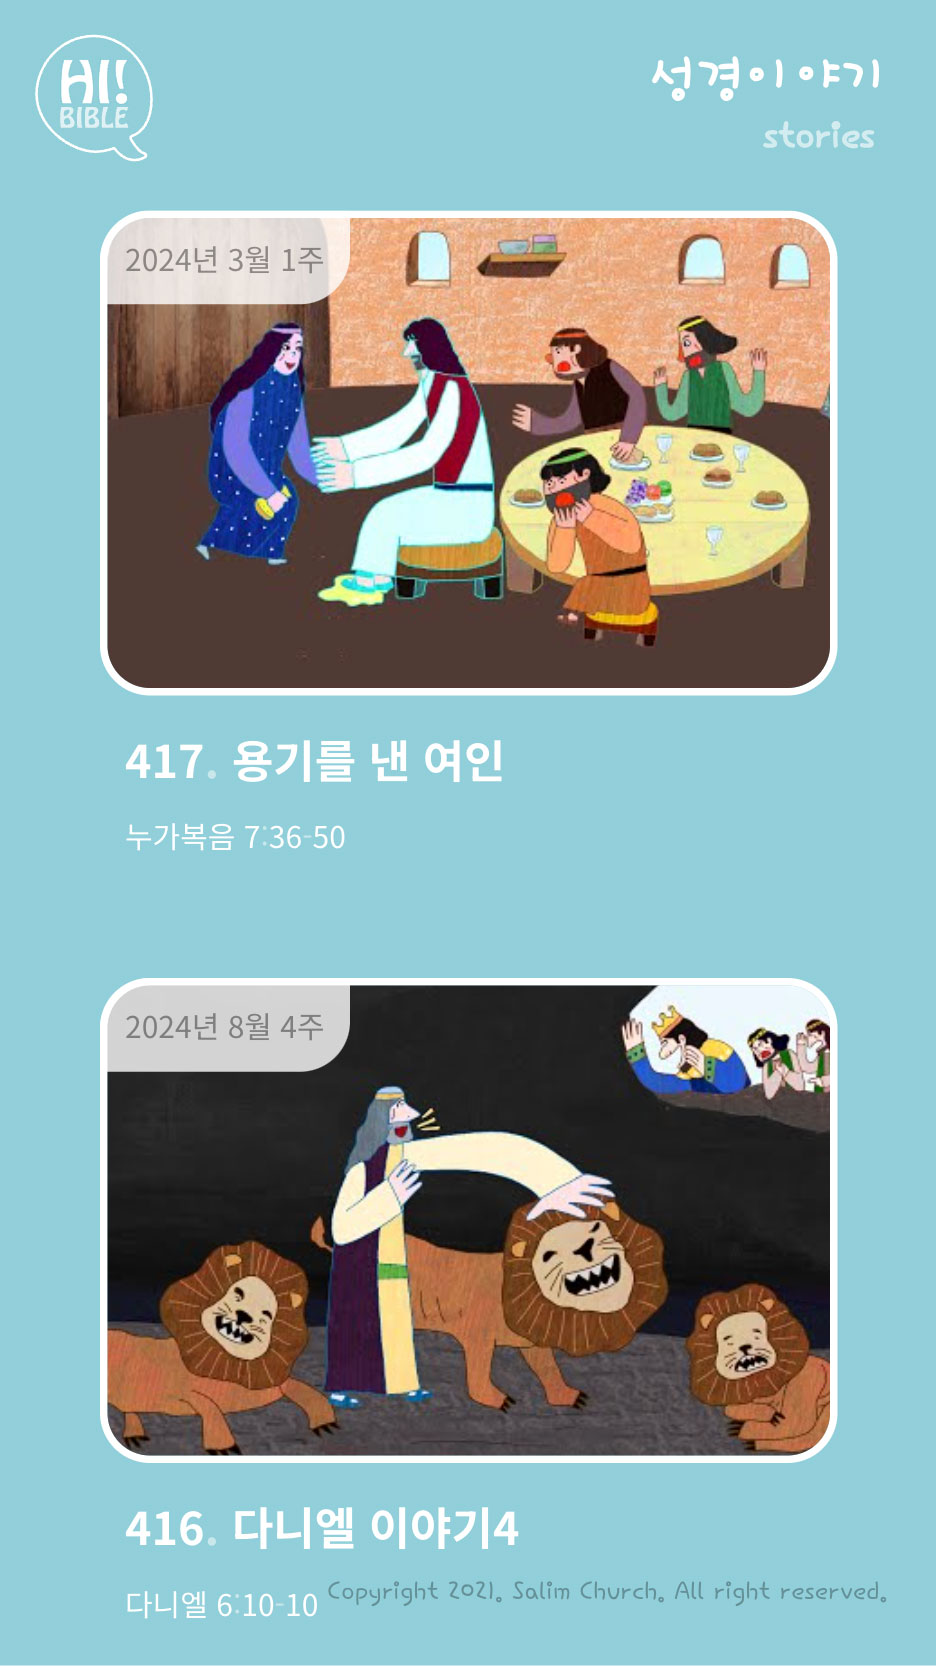 HI!
BIBLE
성경이야기
stories
2024년 3월 1주
417. 용기를 낸 여인
누가복음 7:36-50
2024년 8월 4주
416. 다니엘 이야기4
다니엘 6:10-10
Copyright 2021. Salim Church. All right reserved.